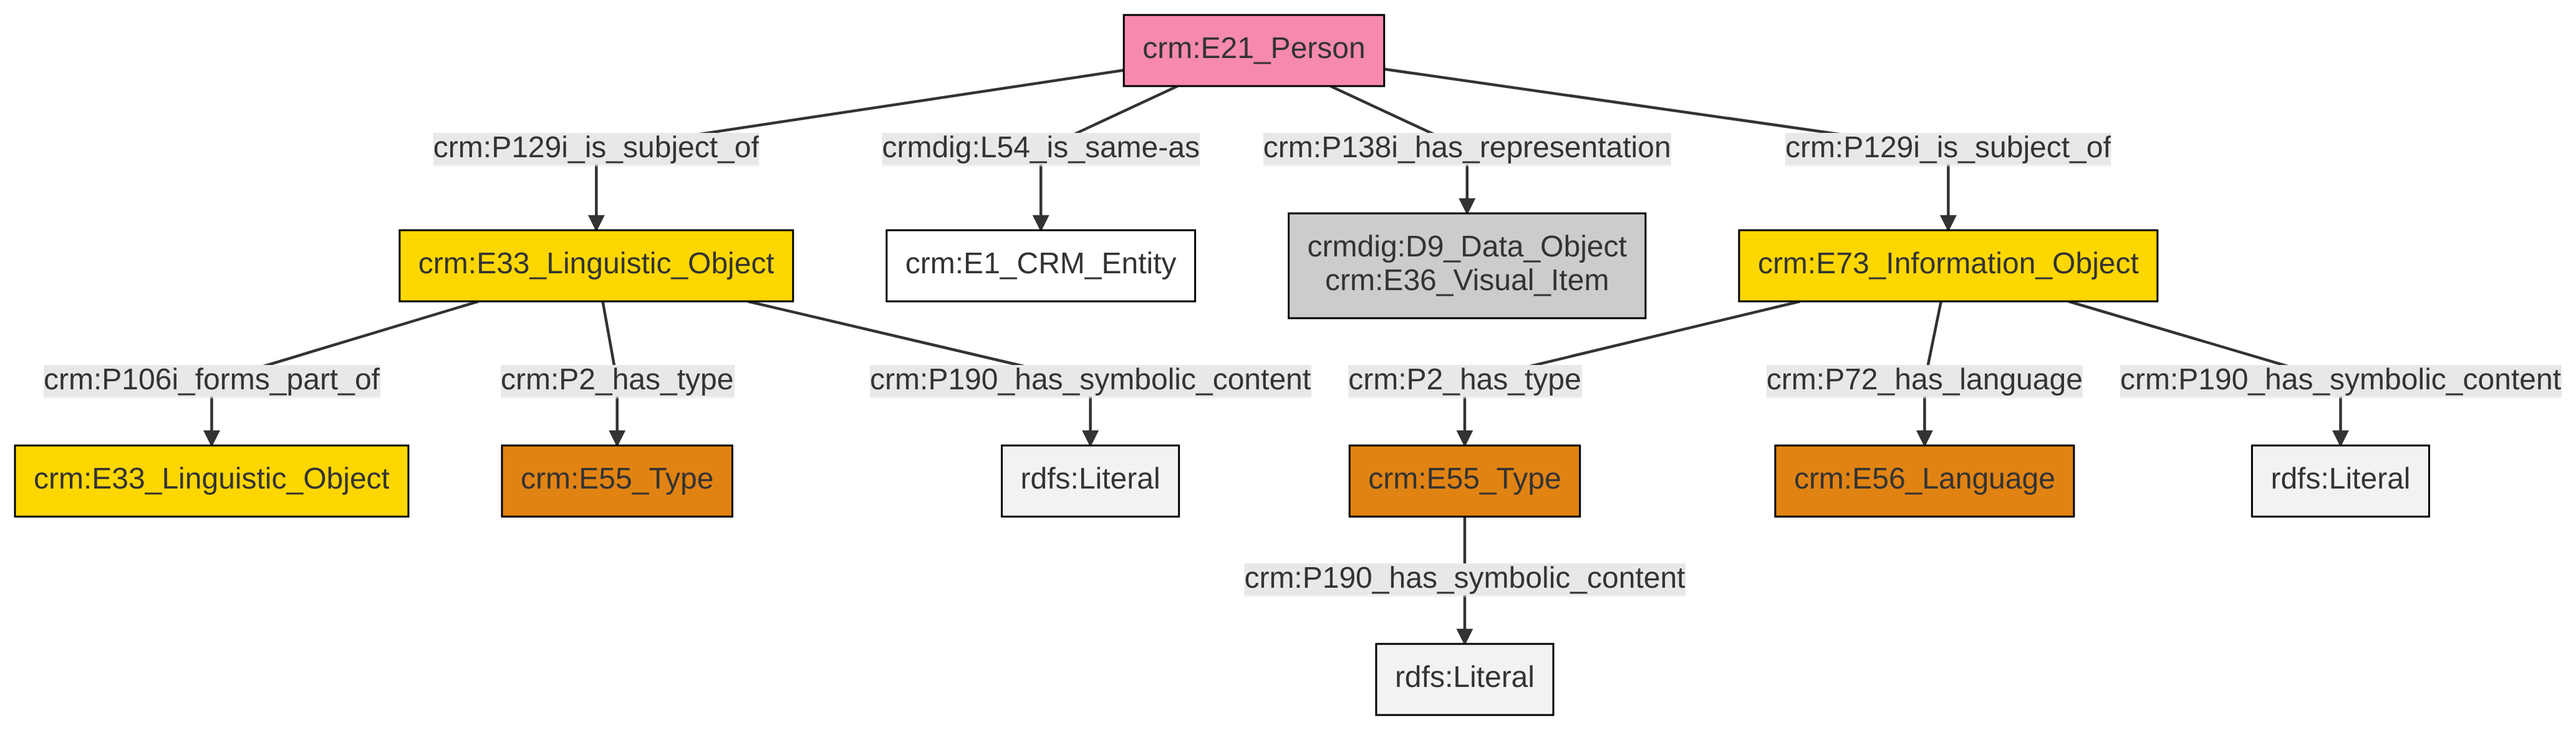 crm:E21_Person
crm:P129i_is_subject_of
crmdig:L54_is_same-as
crm:P138i_has_representation
crm:P129i_is_subject_of
crm:E33_Linguistic_Object
crm:E1_CRM_Entity
crmdig:D9_Data_Object
crm:E36_Visual_Item
crm:E73_Information_Object
crm:P106i_forms_part_of
crm:P2_has_type
crm:P190_has_symbolic_content
crm:P2_has_type
crm:P72_has_language
crm:P190_has_symbolic_content
crm:E33_Linguistic_Object
crm:E55_Type
rdfs:Literal
crm:E55_Type
crm:E56_Language
rdfs:Literal
crm:P190_has_symbolic_content
rdfs:Literal